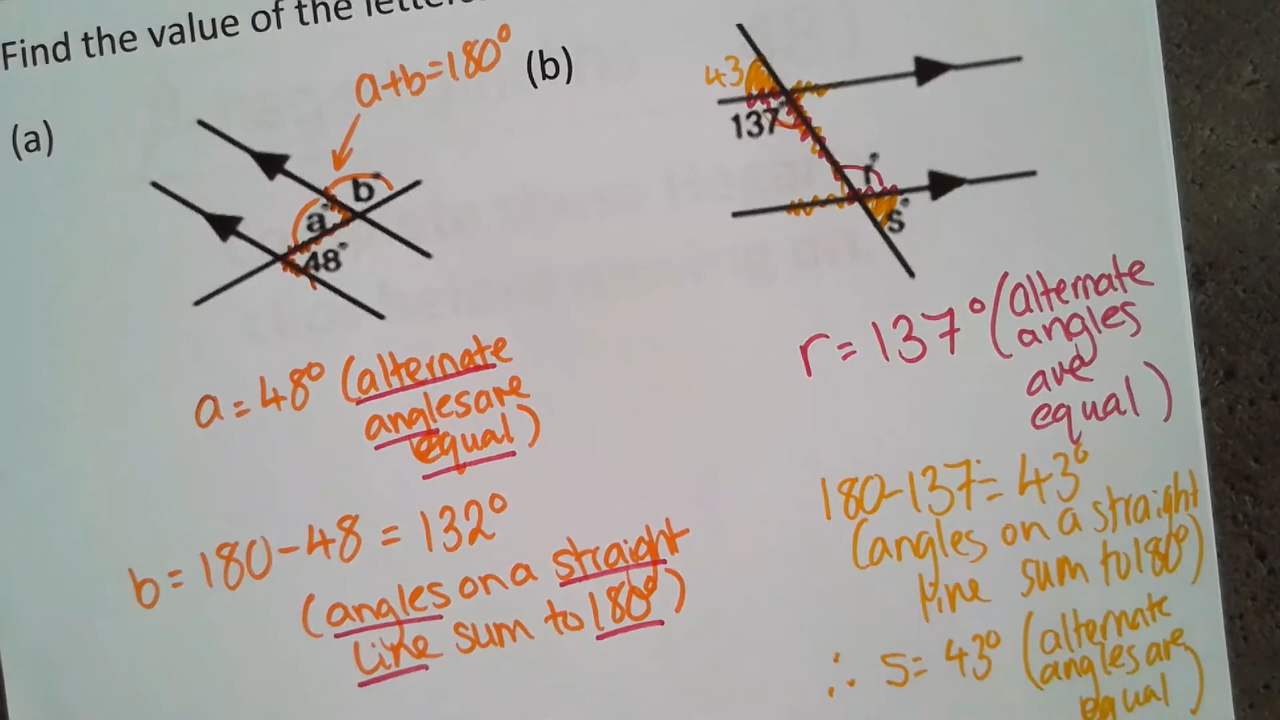 Find the value of the letters
a+b=180°
(a)
b°
a°
48°
a = 48° (alternate
angles are
equal)
b = 180-48 = 132°
(angles on a straight
line sum to 180°)
(b)
43
137°
r°
s°
r = 137° (alternate
angles
are
equal)
180-137 = 43°
(angles on a straight
line sum to 180°)
∴ s = 43° (alternate
angles are
equal)